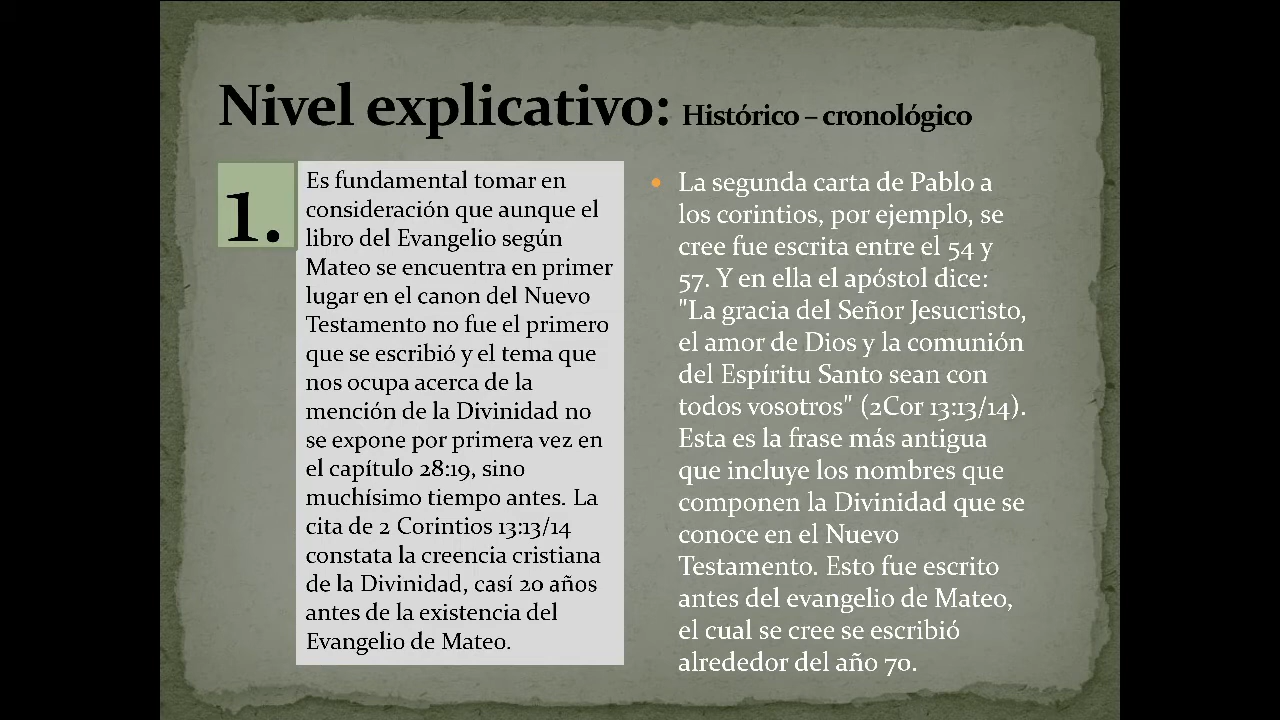 Nivel explicativo: Histórico – cronológico
1.
Es fundamental tomar en
consideración que aunque el
libro del Evangelio según
Mateo se encuentra en primer
lugar en el canon del Nuevo
Testamento no fue el primero
que se escribió y el tema que
nos ocupa acerca de la
mención de la Divinidad no
se expone por primera vez en
el capítulo 28:19, sino
muchísimo tiempo antes. La
cita de 2 Corintios 13:13/14
constata la creencia cristiana
de la Divinidad, casí 20 años
antes de la existencia del
Evangelio de Mateo.
• La segunda carta de Pablo a
los corintios, por ejemplo, se
cree fue escrita entre el 54 y
57. Y en ella el apóstol dice:
"La gracia del Señor Jesucristo,
el amor de Dios y la comunión
del Espíritu Santo sean con
todos vosotros" (2Cor 13:13/14).
Esta es la frase más antigua
que incluye los nombres que
componen la Divinidad que se
conoce en el Nuevo
Testamento. Esto fue escrito
antes del evangelio de Mateo,
el cual se cree se escribió
alrededor del año 70.